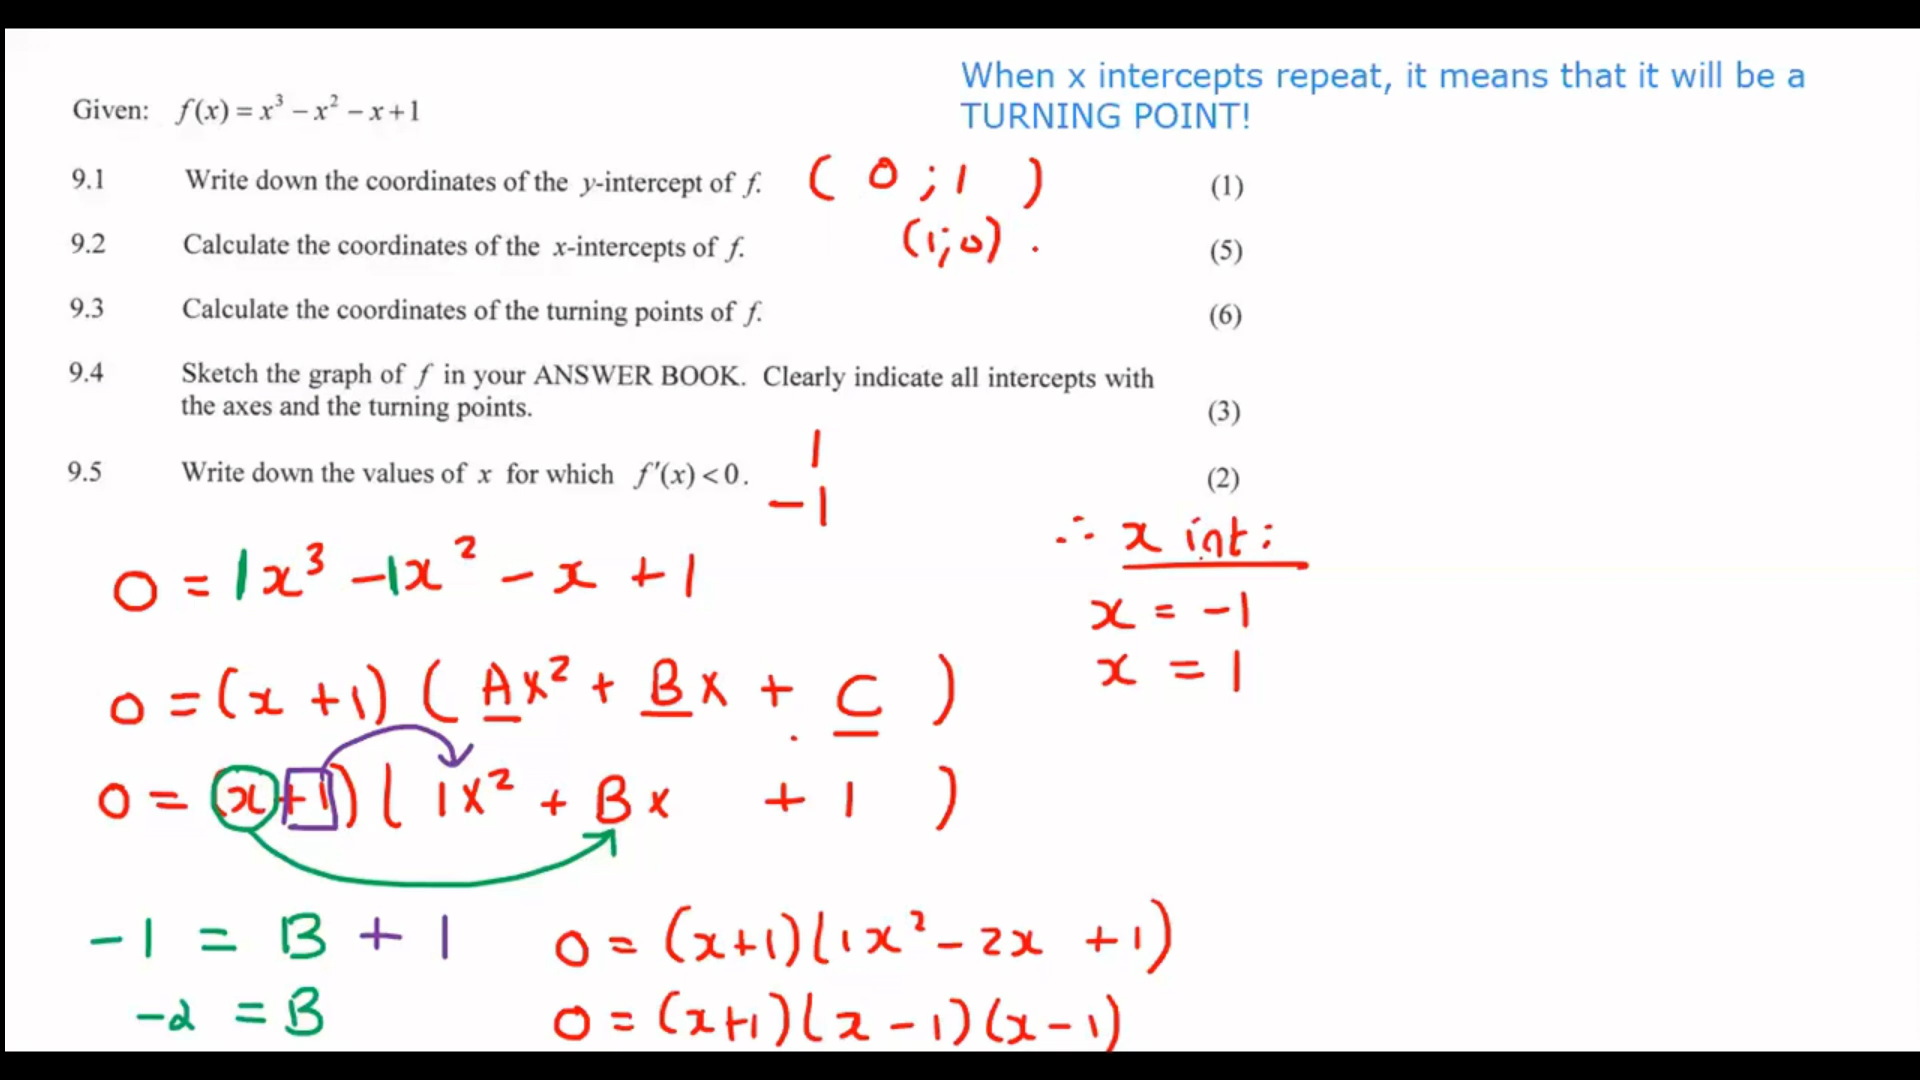 When x intercepts repeat, it means that it will be a
TURNING POINT!
Given: f(x) = x³ − x² − x + 1
9.1 Write down the coordinates of the y-intercept of f. (0 ; 1) (1)
(1;0) .
9.2 Calculate the coordinates of the x-intercepts of f. (5)
9.3 Calculate the coordinates of the turning points of f. (6)
9.4 Sketch the graph of f in your ANSWER BOOK. Clearly indicate all intercepts with
the axes and the turning points. (3)
1
9.5 Write down the values of x for which f′(x) < 0. (2)
−1
∴ x int:
x = −1
x = 1
0 = 1x³ − 1x² − x + 1
0 = (x + 1)(Ax² + Bx + C)
0 = (x + 1)(1x² + Bx + 1)
−1 = B + 1
−2 = B
0 = (x+1)(1x² − 2x + 1)
0 = (x+1)(x − 1)(x − 1)